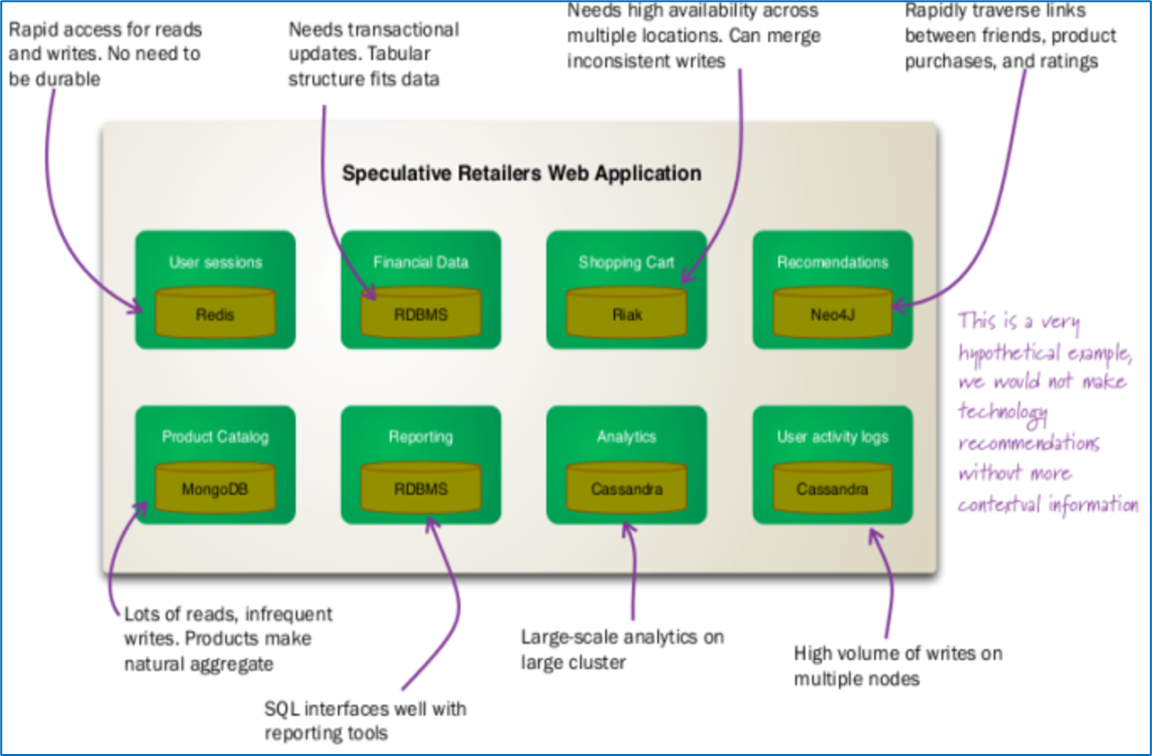 Rapid access for reads
and writes. No need to
be durable
Needs transactional
updates. Tabular
structure fits data
Needs high availability across
multiple locations. Can merge
inconsistent writes
Rapidly traverse links
between friends, product
purchases, and ratings
Speculative Retailers Web Application
User sessions
Redis
Financial Data
RDBMS
Shopping Cart
Riak
Recomendations
Neo4J
This is a very
hypothetical example,
we would not make
technology
recommendations
without more
contextual information
Product Catalog
MongoDB
Reporting
RDBMS
Analytics
Cassandra
User activity logs
Cassandra
Lots of reads, infrequent
writes. Products make
natural aggregate
SQL interfaces well with
reporting tools
Large-scale analytics on
large cluster
High volume of writes on
multiple nodes